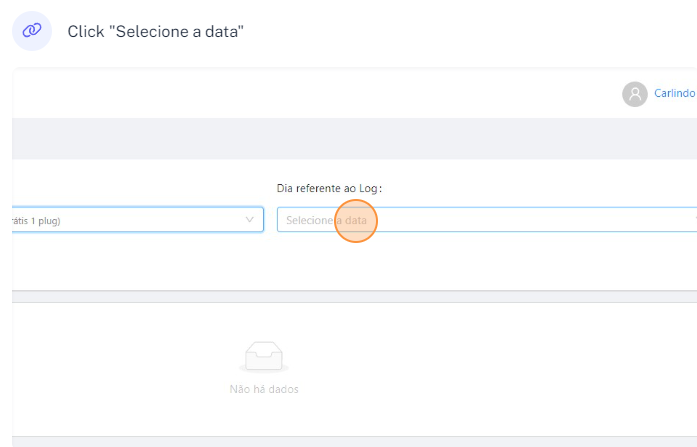 Click "Selecione a data"
Carlindo
Dia referente ao Log:
rátis 1 plug)
Selecione a data
Não há dados